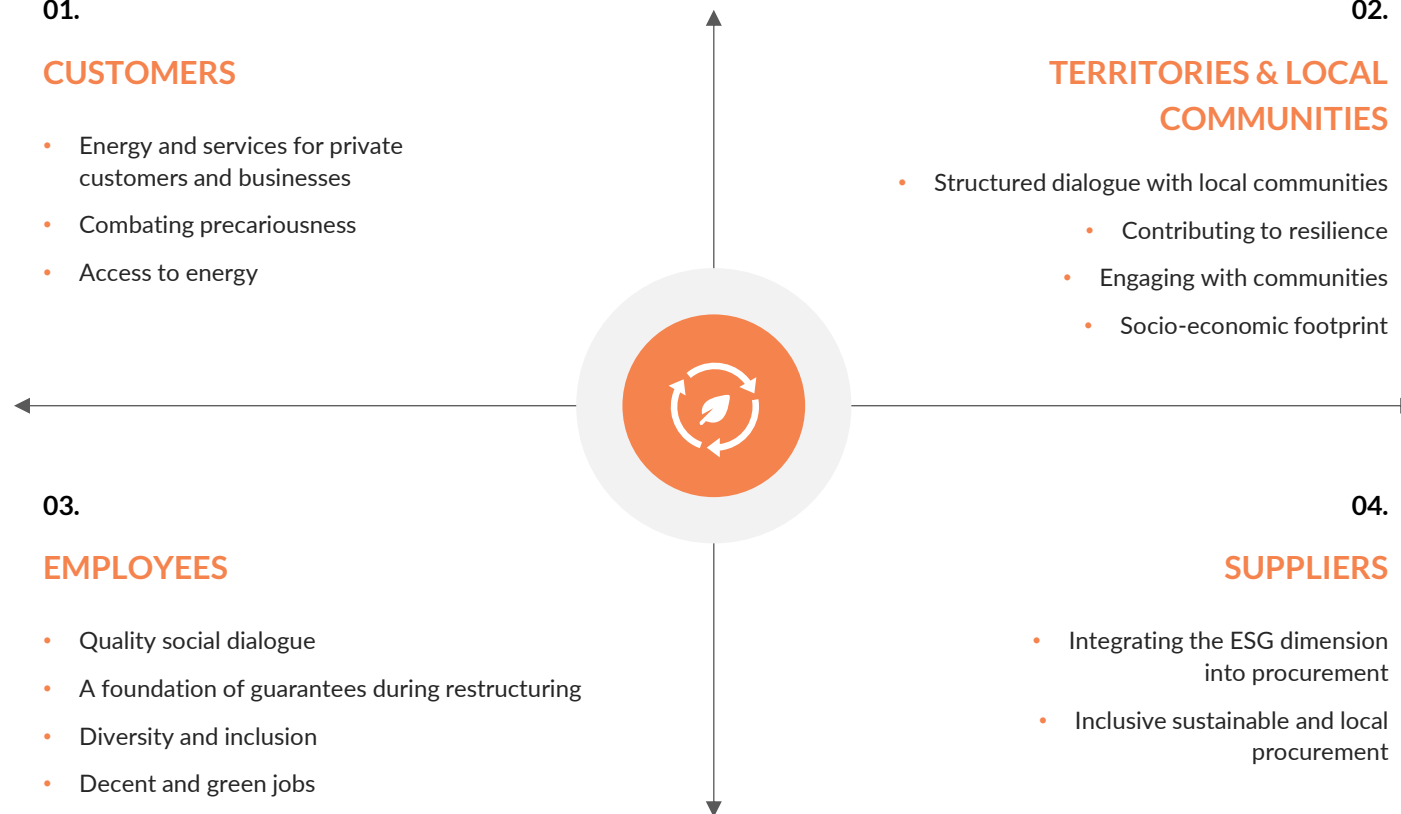 01.
CUSTOMERS
• Energy and services for private
customers and businesses
• Combating precariousness
• Access to energy
02.
TERRITORIES & LOCAL
COMMUNITIES
• Structured dialogue with local communities
• Contributing to resilience
• Engaging with communities
• Socio-economic footprint
03.
EMPLOYEES
• Quality social dialogue
• A foundation of guarantees during restructuring
• Diversity and inclusion
• Decent and green jobs
04.
SUPPLIERS
• Integrating the ESG dimension
into procurement
• Inclusive sustainable and local
procurement